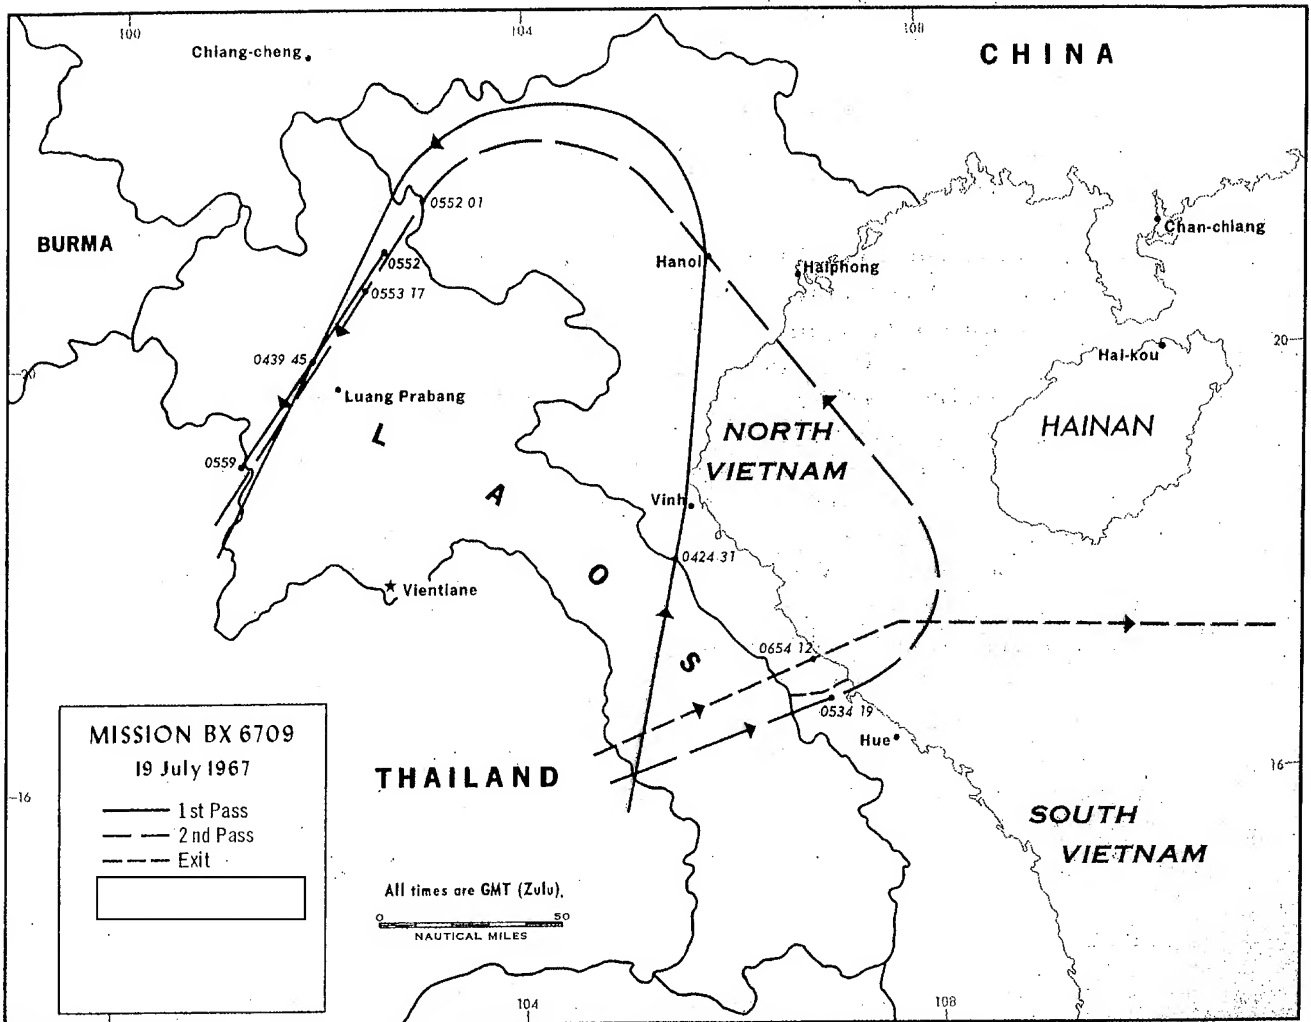 100
104
108
Chiang-cheng
CHINA
0552 01
BURMA
Chan-chiang
Hanoi
Haiphong
0552
0553 17
20
Hai-kou
0439 45
20
Luang Prabang
HAINAN
L
NORTH
VIETNAM
0559
A
Vinh
0424 31
O
Vientiane
0654 12
S
0534 19
Hue
MISSION BX 6709
19 July 1967
1st Pass
2nd Pass
Exit
THAILAND
16
16
SOUTH
VIETNAM
All times are GMT (Zulu).
0 50
NAUTICAL MILES
104
108